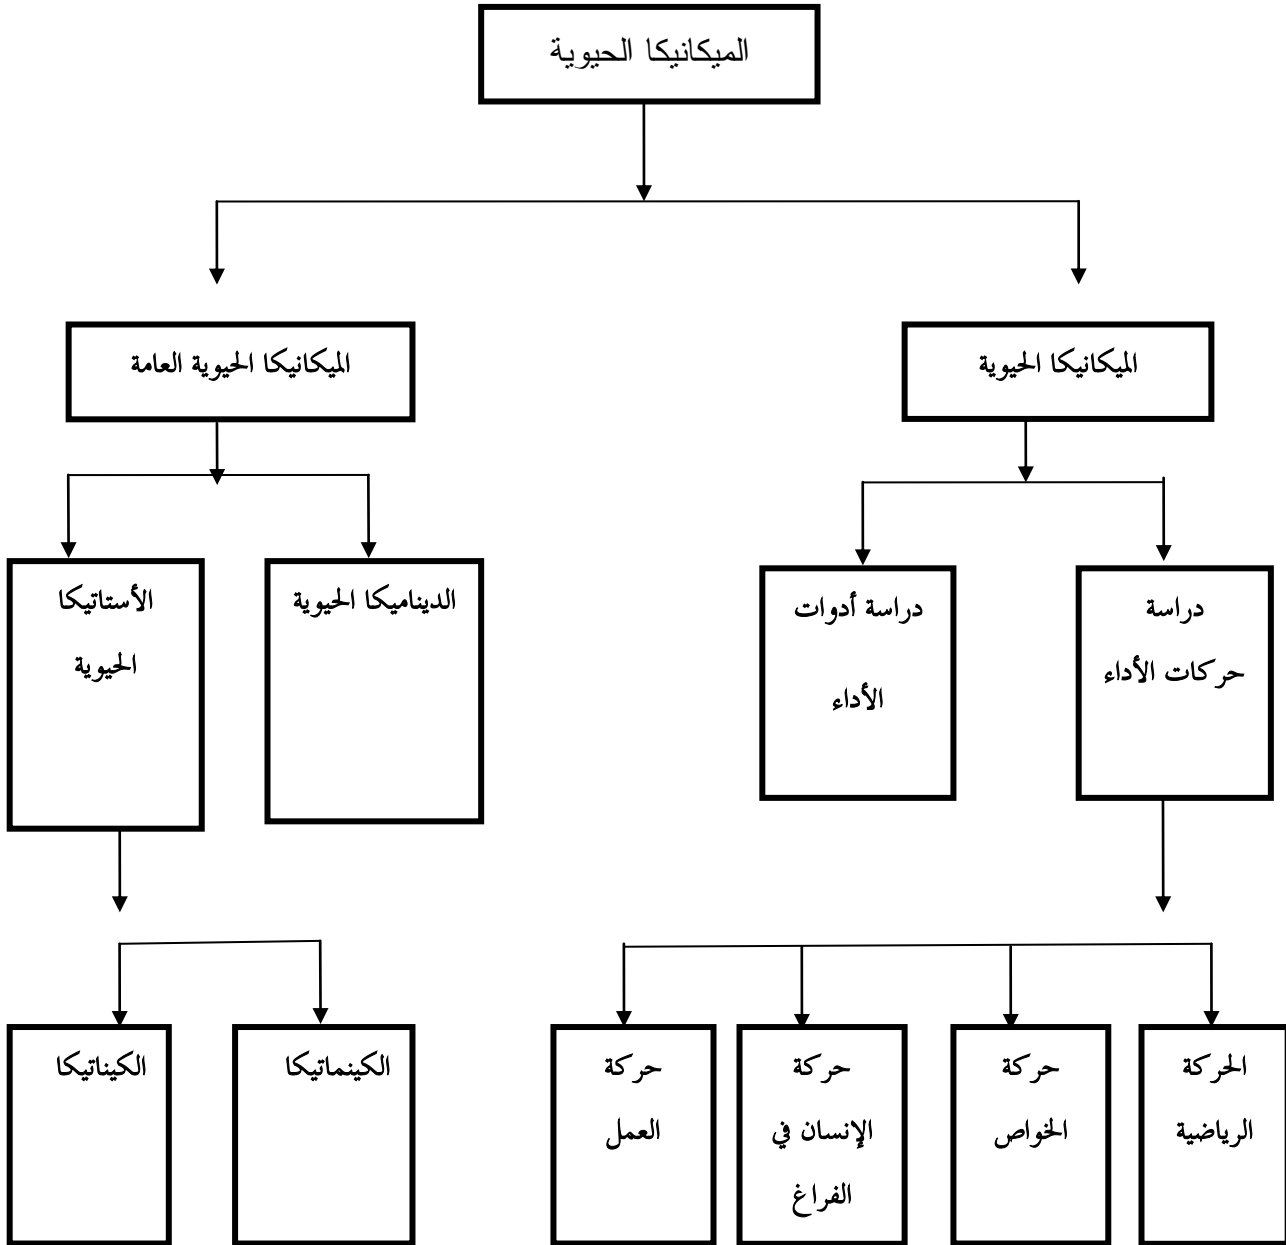 الميكانيكا الحيوية
الميكانيكا الحيوية
الميكانيكا الحيوية العامة
دراسة
حركات الأداء
دراسة أدوات
الأداء
الديناميكا الحيوية
الأستاتيكا
الحيوية
الحركة
الرياضية
حركة
الخواص
حركة
الإنسان في
الفراغ
حركة
العمل
الكينماتيكا
الكيناتيكا